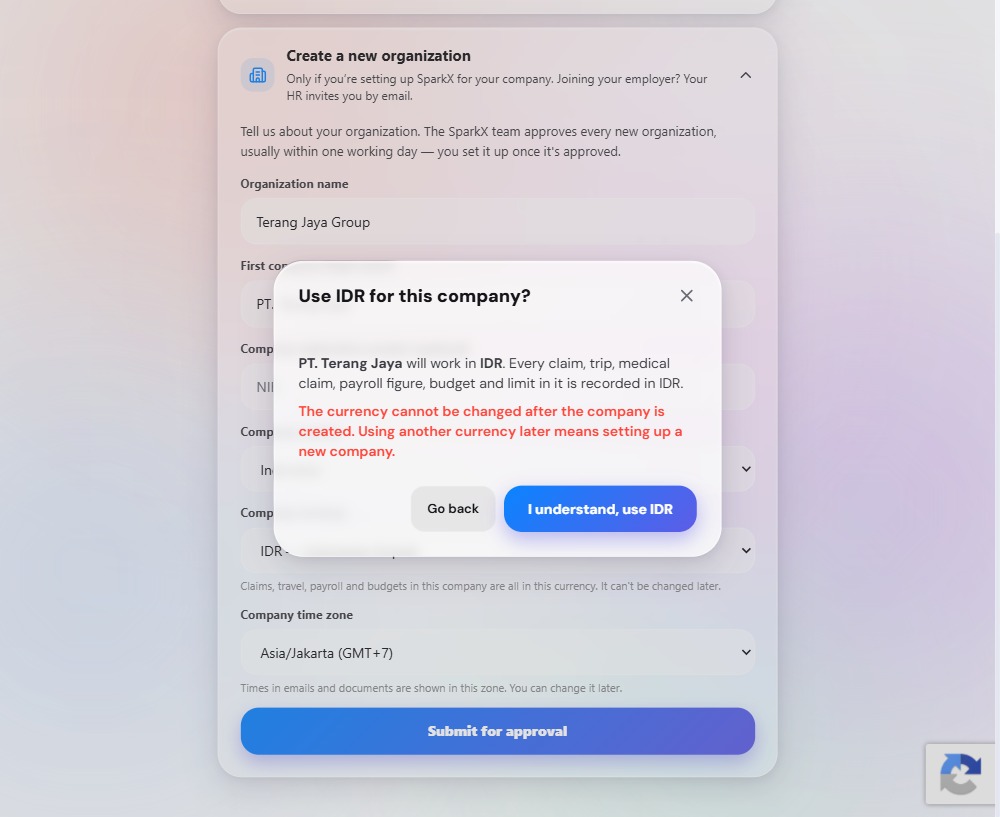 Create a new organization
Only if you're setting up SparkX for your company. Joining your employer? Your
HR invites you by email.
Tell us about your organization. The SparkX team approves every new organization,
usually within one working day — you set it up once it's approved.
Organization name
Terang Jaya Group
First
PT.
Use IDR for this company?
PT. Terang Jaya will work in IDR. Every claim, trip, medical
claim, payroll figure, budget and limit in it is recorded in IDR.
The currency cannot be changed after the company is
created. Using another currency later means setting up a
new company.
Go back
I understand, use IDR
IDR -
Claims, travel, payroll and budgets in this company are all in this currency. It can't be changed later.
Company time zone
Asia/Jakarta (GMT+7)
Times in emails and documents are shown in this zone. You can change it later.
Submit for approval